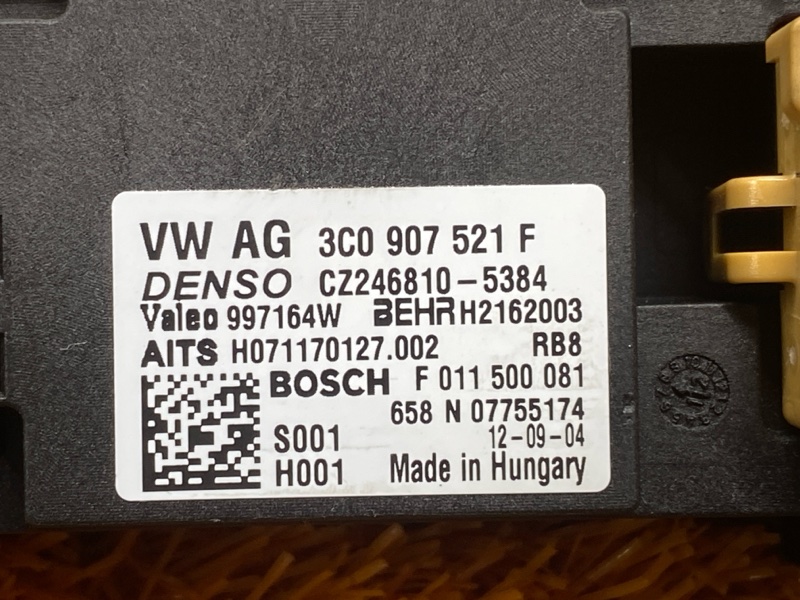 VW AG 3C0 907 521 F
DENSO CZ246810-5384
Valeo 997164W BEHR H2162003
AITS H071170127.002 RB8
BOSCH F 011 500 081
658 N 07755174
S001 12-09-04
H001 Made in Hungary